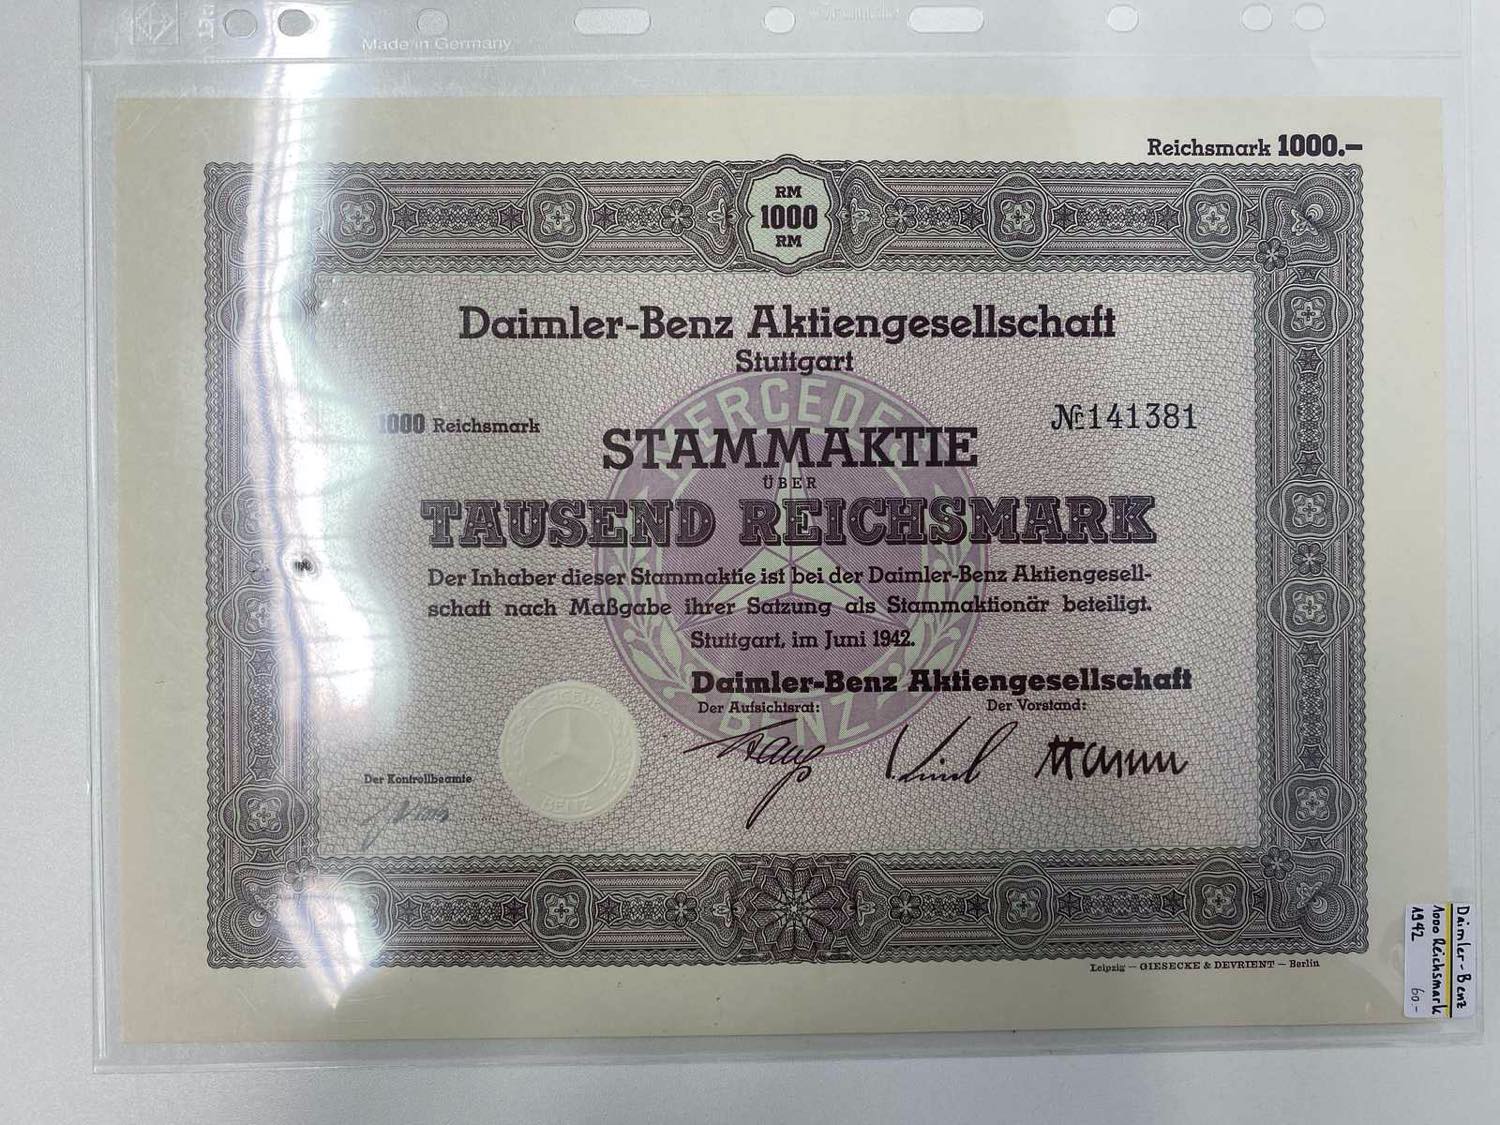 Made in Germany
Reichsmark 1000.–
RM
1000
RM
Daimler-Benz Aktiengesellschaft
Stuttgart
1000 Reichsmark
№ 141381
MERCEDES
STAMMAKTIE
ÜBER
TAUSEND REICHSMARK
Der Inhaber dieser Stammaktie ist bei der Daimler-Benz Aktiengesell-
schaft nach Maßgabe ihrer Satzung als Stammaktionär beteiligt.
Stuttgart, im Juni 1942.
Daimler-Benz Aktiengesellschaft
Der Aufsichtsrat:
Der Vorstand:
BENZ
BENZ
Der Kontrollbeamte
Leipzig — GIESECKE & DEVRIENT — Berlin
Daimler-Benz
1000 Reichsmark
1942
60.-